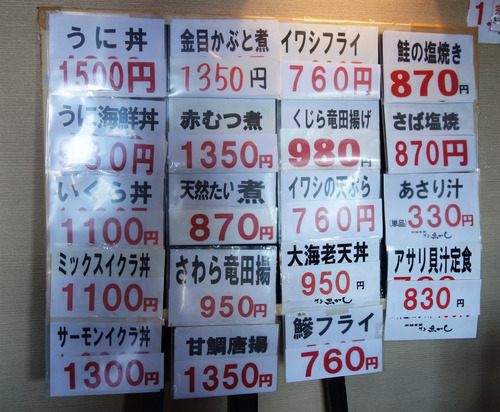 うに丼
1500円
うに海鮮丼
930円
いくら丼
1100円
ミックスイクラ丼
1100円
サーモンイクラ丼
1300円
金目かぶと煮
1350円
赤むつ煮
1350円
天然たい煮
870円
さわら竜田揚
950円
甘鯛唐揚
1350円
イワシフライ
760円
くじら竜田揚げ
980円
イワシの天ぷら
760円
大海老天丼
950円
鯵フライ
760円
鮭の塩焼き
870円
さば塩焼
870円
あさり汁
(単品)330円
アサリ貝汁定食
830円